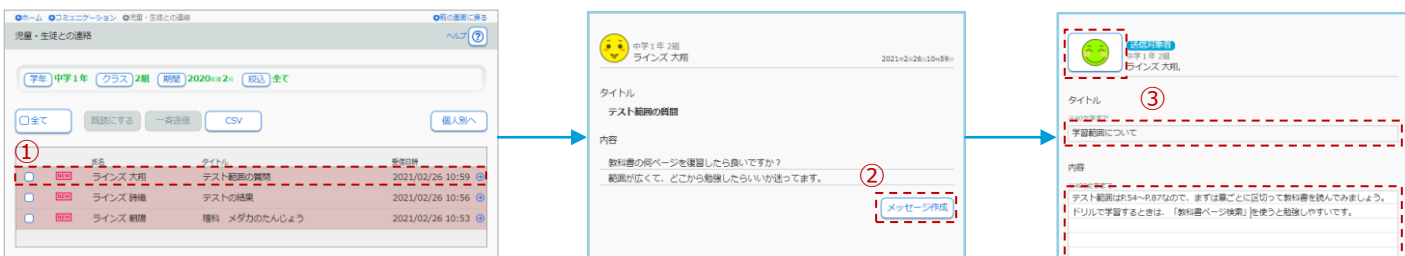 ホーム コミュニケーション 児童・生徒との連絡 前の画面に戻る
児童・生徒との連絡 ヘルプ ?
学年 中学1年 クラス 2組 期間 2020年度2月 絞込 全て
全て 既読にする 一斉送信 CSV 個人別へ
①
氏名 タイトル 受信日時
NEW ラインズ 大翔 テスト範囲の質問 2021/02/26 10:59
NEW ラインズ 詩織 テストの結果 2021/02/26 10:56
NEW ラインズ 朝陽 理科 メダカのたんじょう 2021/02/26 10:53
中学1年 2組
ラインズ 大翔 2021年2月26日10時59分
タイトル
テスト範囲の質問
内容
教科書の何ページを復習したら良いですか?
範囲が広くて、どこから勉強したらいいか迷ってます。
②
メッセージ作成
送信対象者
中学1年 2組
ラインズ 大翔,
タイトル
③
※40文字まで
学習範囲について
内容
テスト範囲はP.54~P.87なので、まずは章ごとに区切って教科書を読んでみましょう。
ドリルで学習するときは、「教科書ページ検索」を使うと勉強しやすいです。